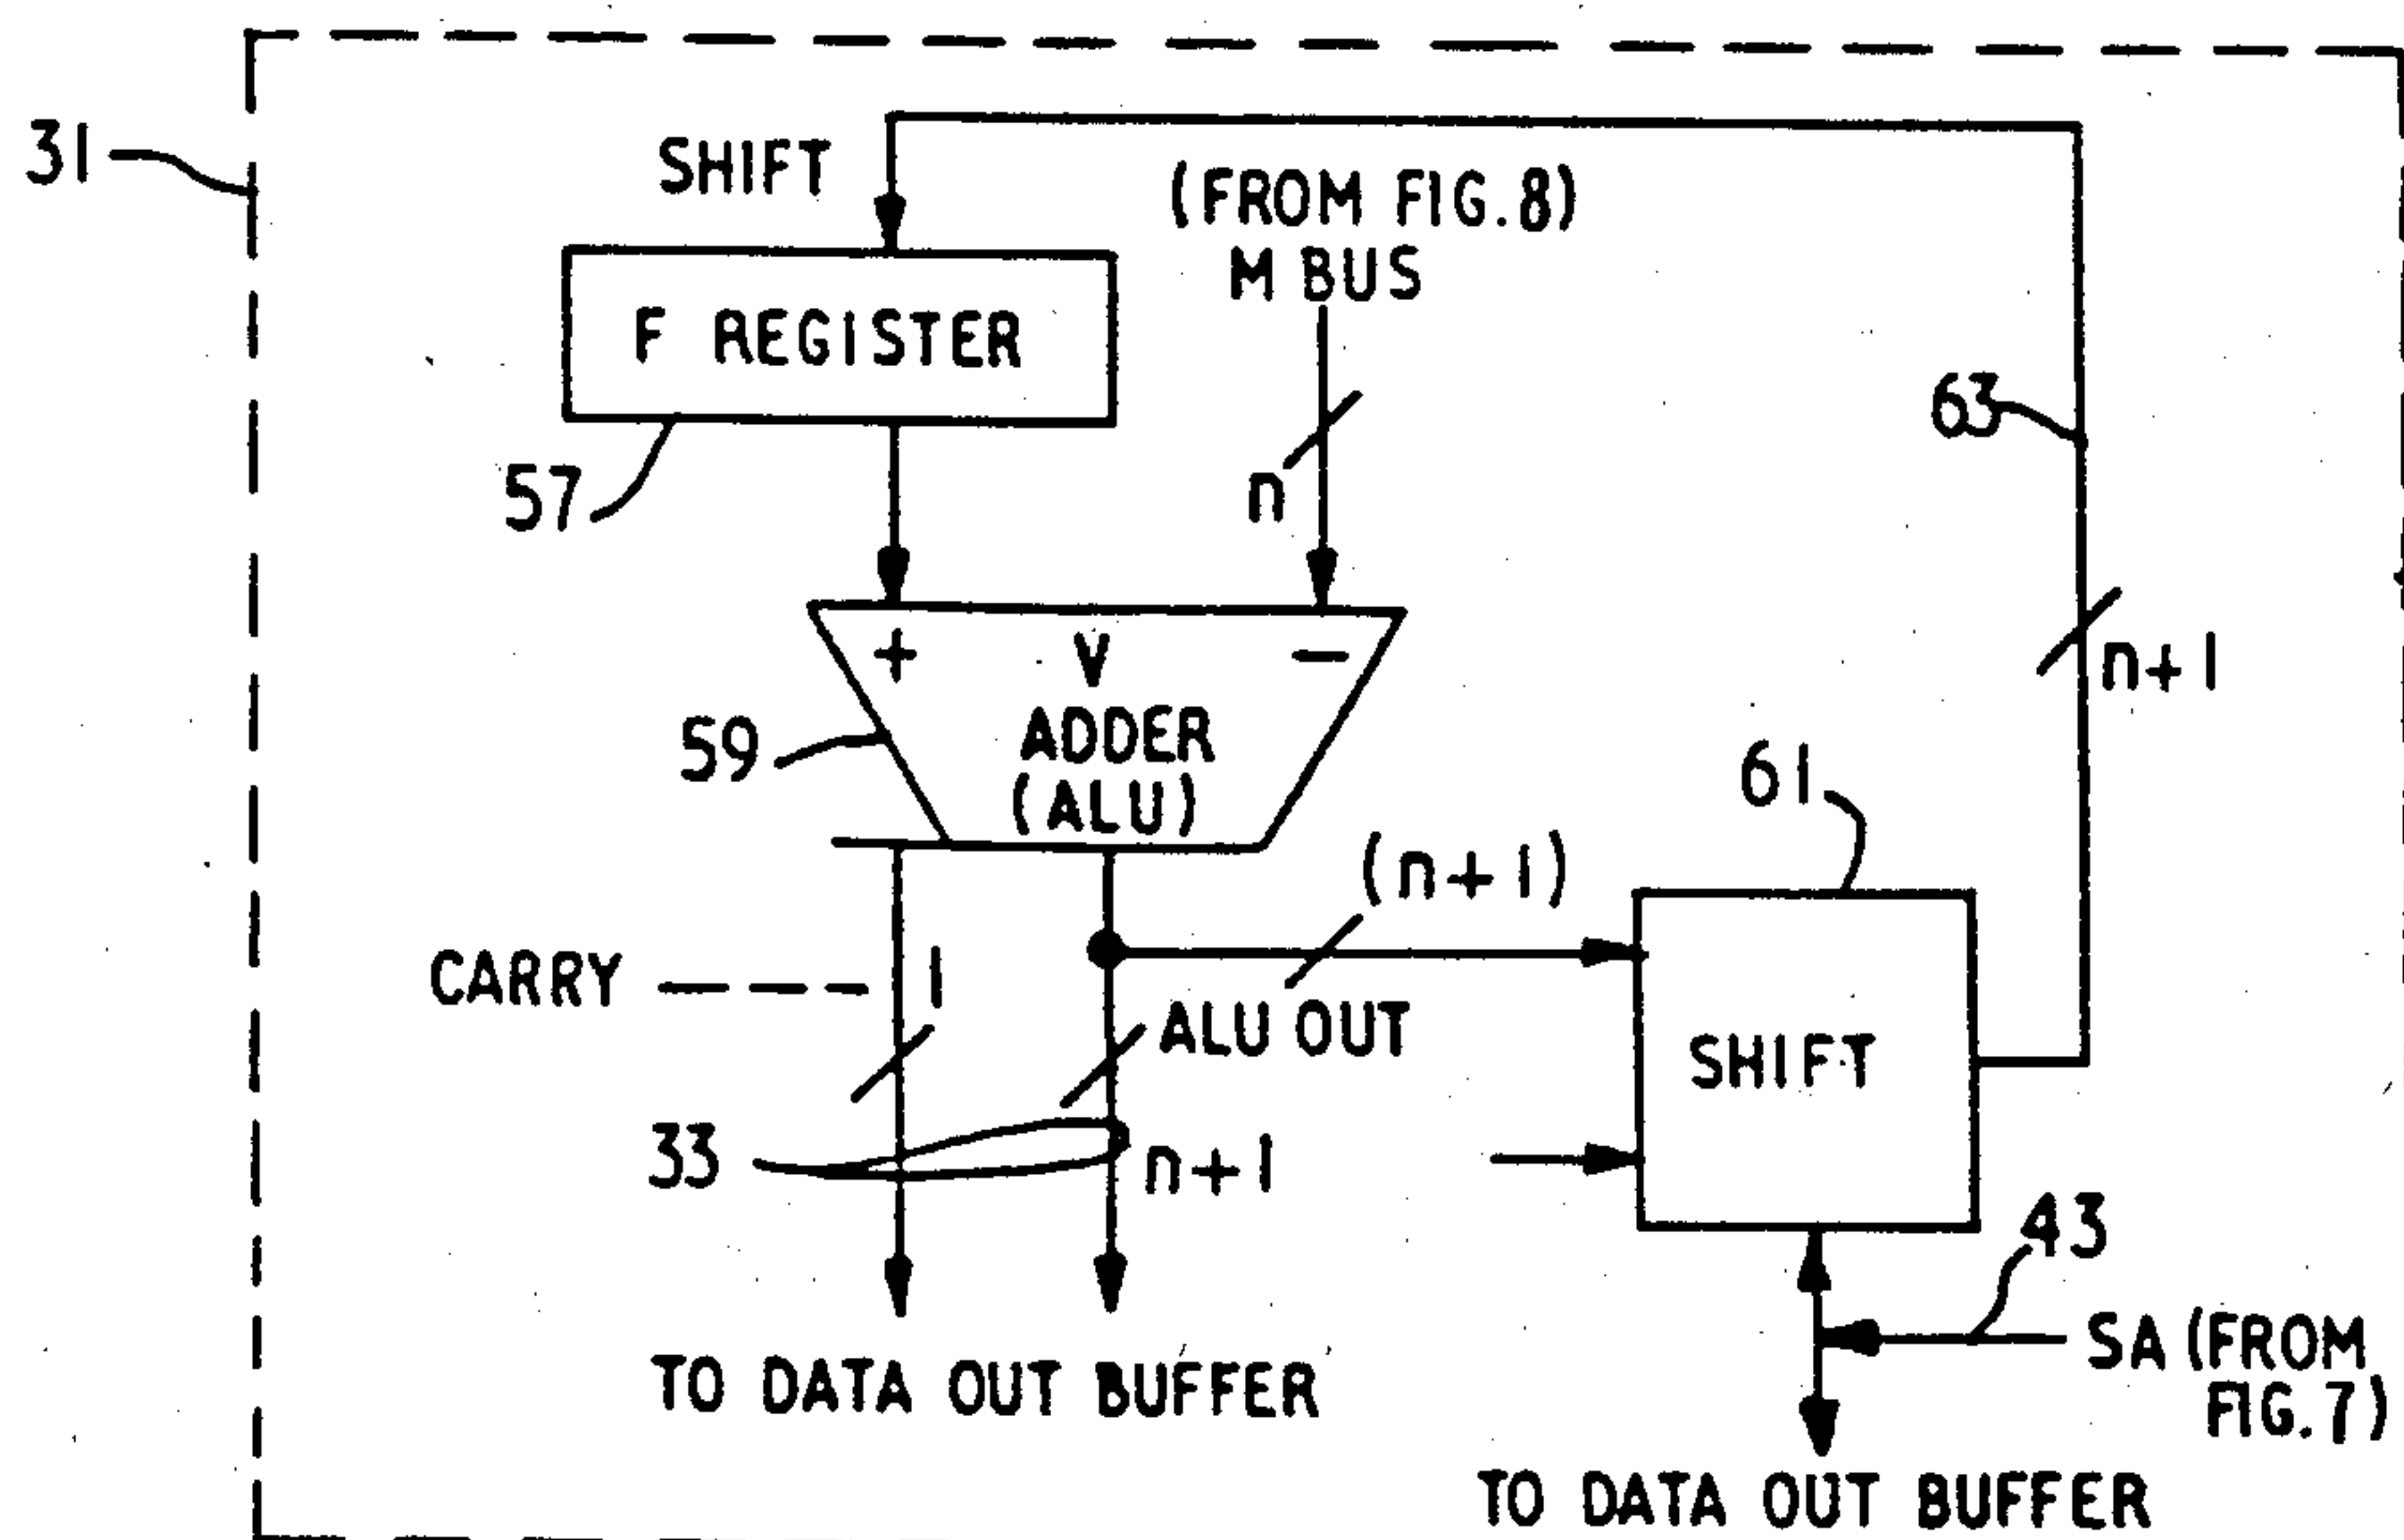 31
SHIFT
(FROM FIG.8)
M BUS
F REGISTER
63
57
n
n+1
+ V -
ADDER
(ALU)
59
61
(n+1)
CARRY
1
ALU OUT
SHIFT
33
n+1
43
SA (FROM
FIG.7)
TO DATA OUT BUFFER
TO DATA OUT BUFFER